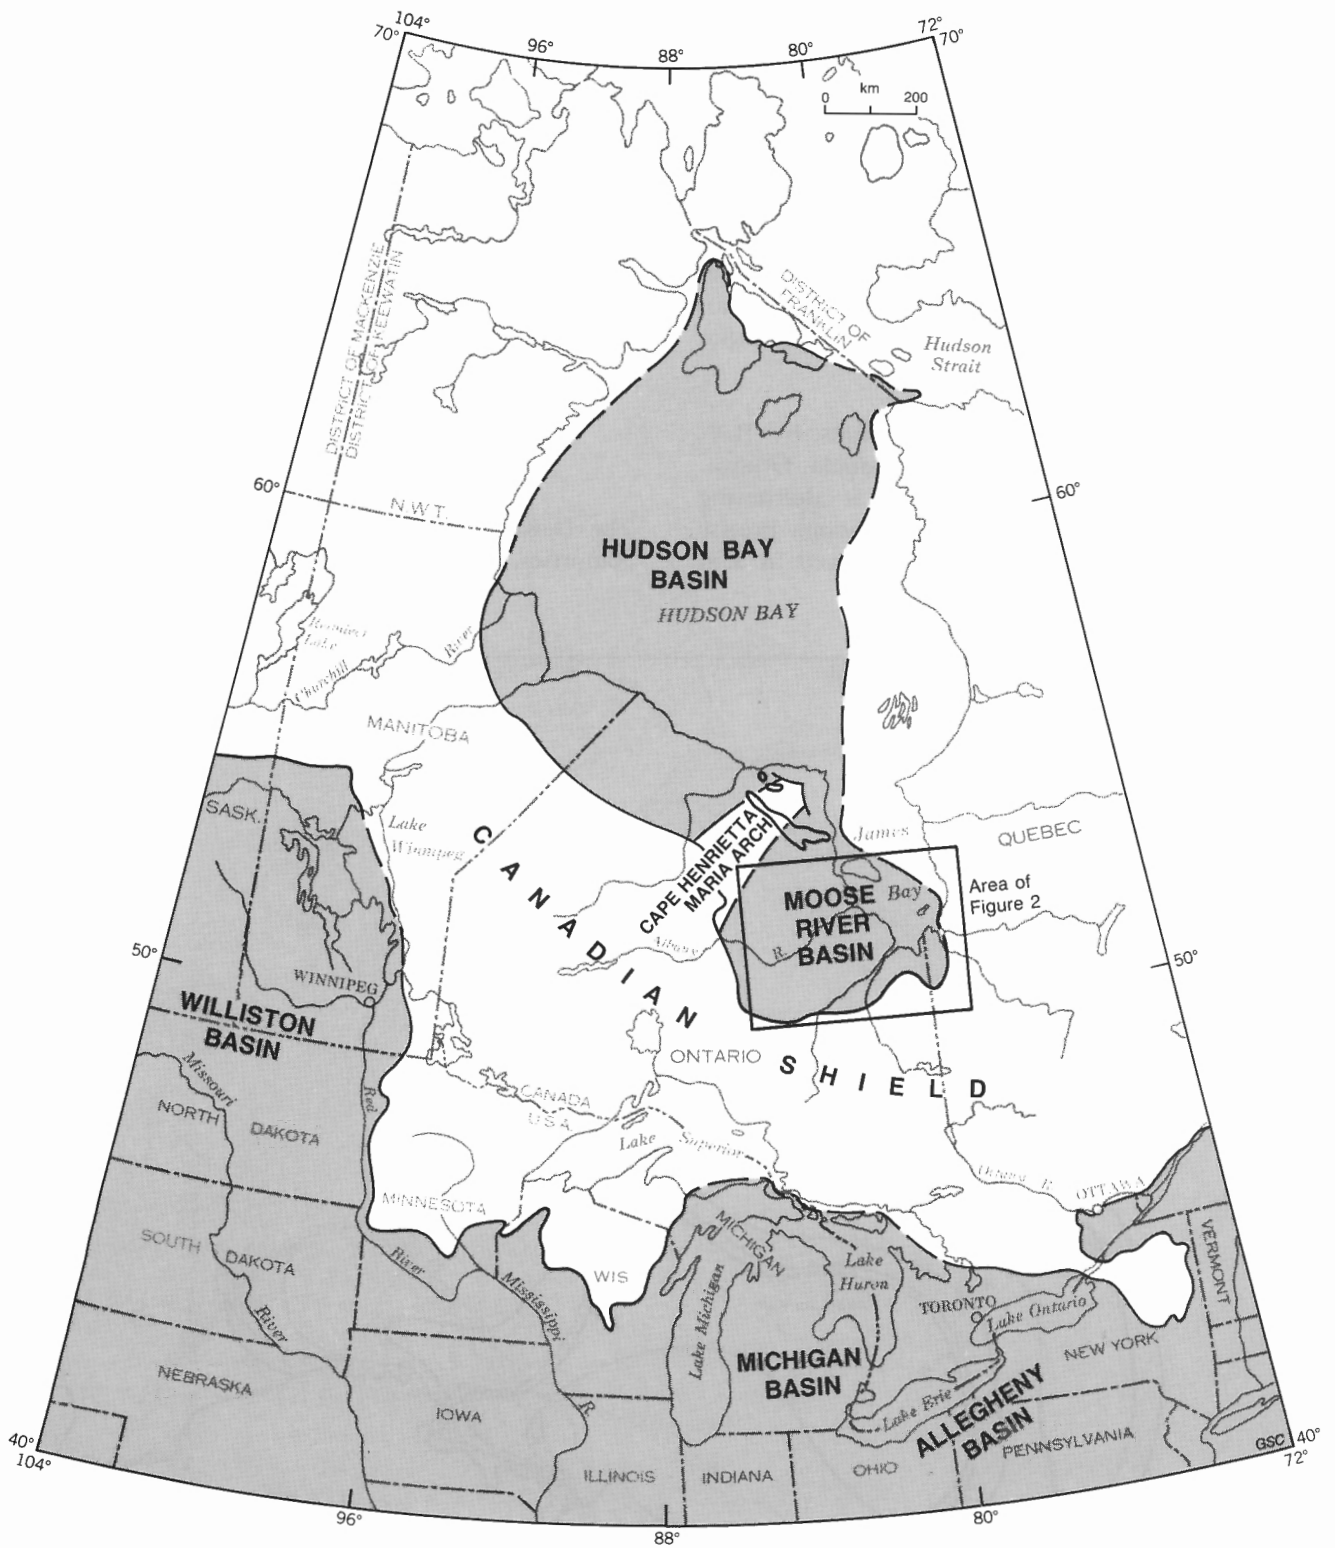 104°
70°
96°
88°
80°
72°
70°
km
0 200
DISTRICT OF MACKENZIE
DISTRICT OF KEEWATIN
DISTRICT OF
FRANKLIN
Hudson
Strait
60°
60°
N.W.T.
HUDSON BAY
BASIN
HUDSON BAY
Reindeer
Lake
Churchill
River
MANITOBA
SASK.
Lake
Winnipeg
CANADIAN
CAPE HENRIETTA
MARIA ARCH
James
QUEBEC
MOOSE
RIVER
BASIN
Bay
Area of
Figure 2
Albany
R.
50°
50°
WINNIPEG
WILLISTON
BASIN
ONTARIO
SHIELD
Missouri
Red
CANADA
U.S.A.
NORTH
DAKOTA
Lake Superior
Ottawa R.
OTTAWA
MINNESOTA
SOUTH
DAKOTA
River
River
Mississippi
R.
WIS
MICHIGAN
Lake
Huron
TORONTO
Lake Ontario
VERMONT
Lake Michigan
MICHIGAN
BASIN
NEW YORK
NEBRASKA
IOWA
Lake Erie
ALLEGHENY
BASIN
PENNSYLVANIA
ILLINOIS
INDIANA
OHIO
GSC
40°
104°
40°
72°
96°
88°
80°